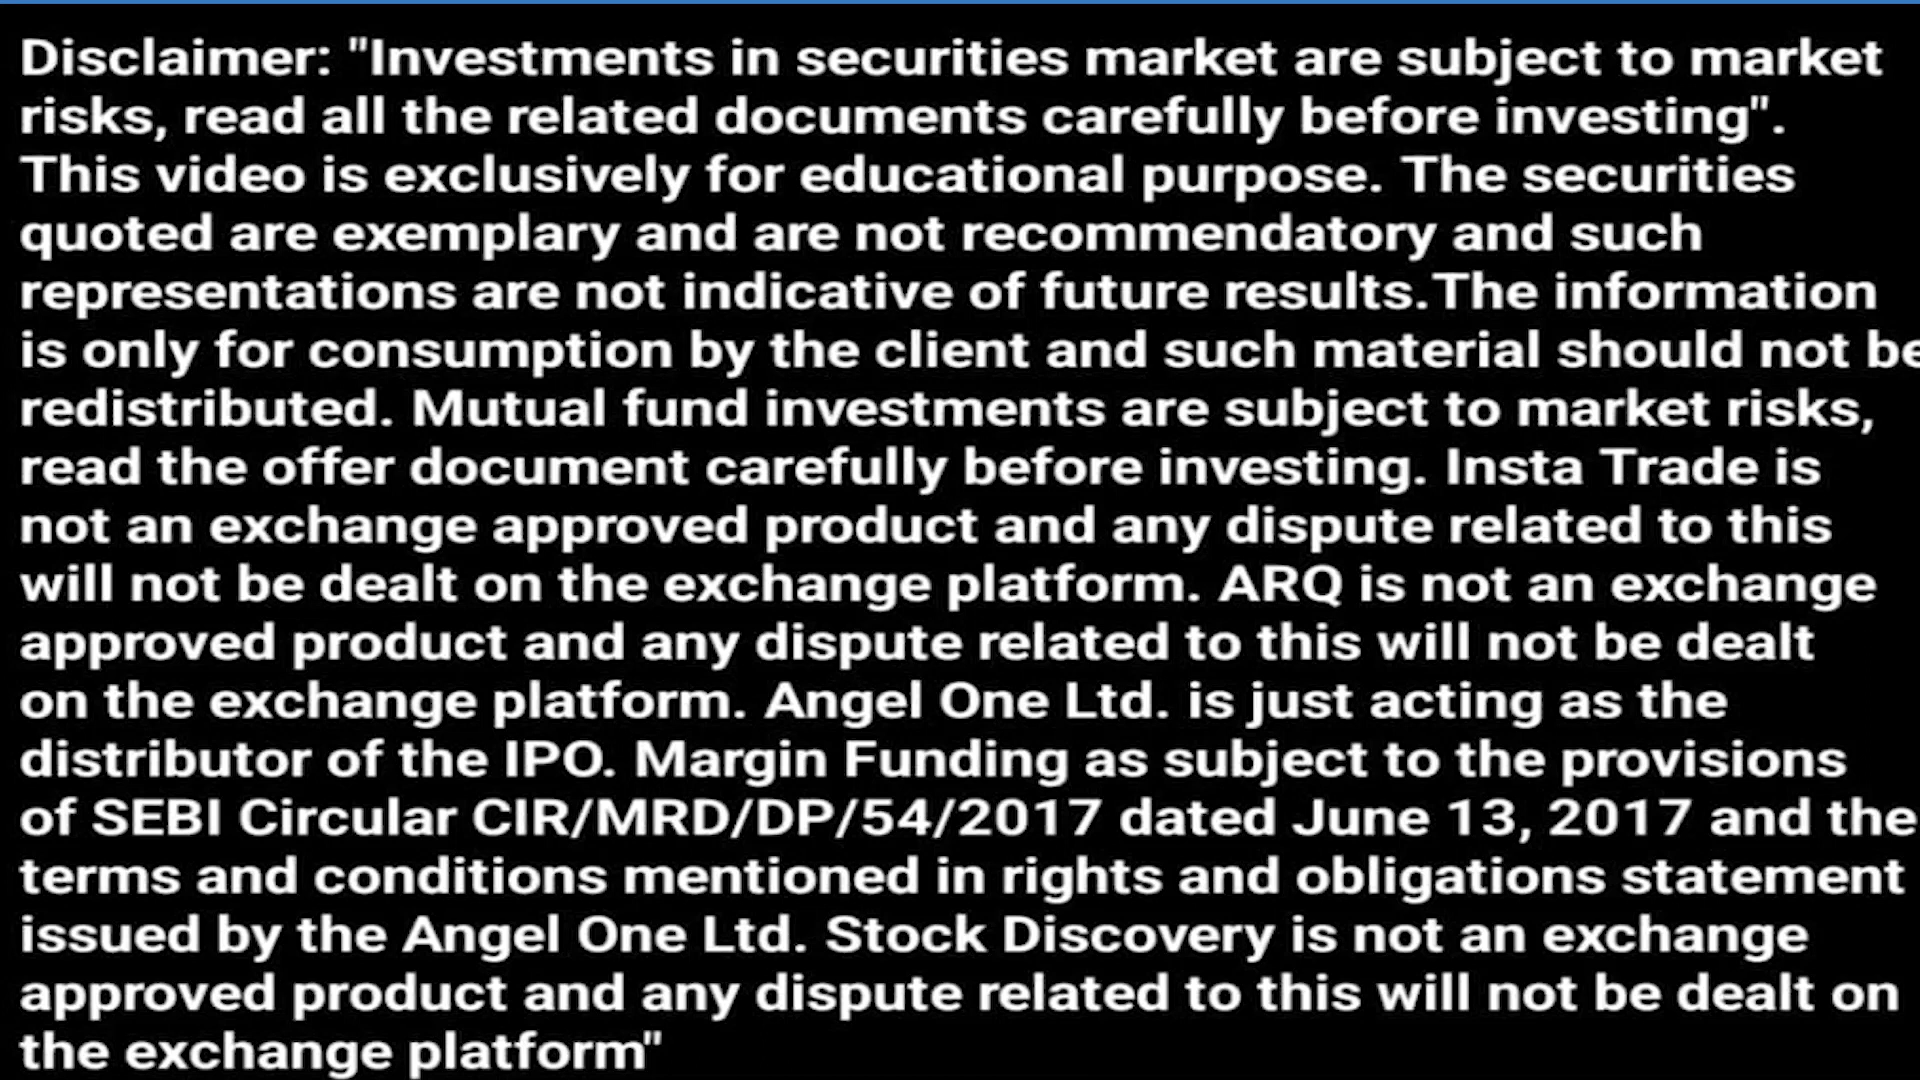 Disclaimer: "Investments in securities market are subject to market
risks, read all the related documents carefully before investing".
This video is exclusively for educational purpose. The securities
quoted are exemplary and are not recommendatory and such
representations are not indicative of future results.The information
is only for consumption by the client and such material should not be
redistributed. Mutual fund investments are subject to market risks,
read the offer document carefully before investing. Insta Trade is
not an exchange approved product and any dispute related to this
will not be dealt on the exchange platform. ARQ is not an exchange
approved product and any dispute related to this will not be dealt
on the exchange platform. Angel One Ltd. is just acting as the
distributor of the IPO. Margin Funding as subject to the provisions
of SEBI Circular CIR/MRD/DP/54/2017 dated June 13, 2017 and the
terms and conditions mentioned in rights and obligations statement
issued by the Angel One Ltd. Stock Discovery is not an exchange
approved product and any dispute related to this will not be dealt on
the exchange platform"